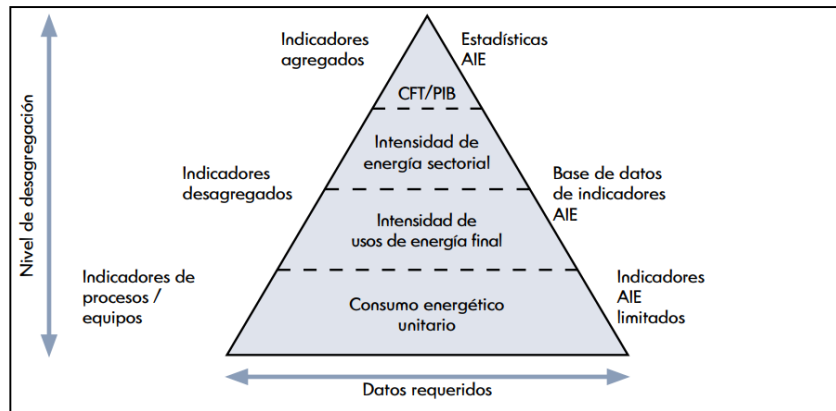 Indicadores
agregados
Estadísticas
AIE
CFT/PIB
Intensidad de
energía sectorial
Indicadores
desagregados
Base de datos
de indicadores
AIE
Intensidad de
usos de energía final
Indicadores de
procesos /
equipos
Consumo energético
unitario
Indicadores
AIE
limitados
Nivel de desagregación
Datos requeridos